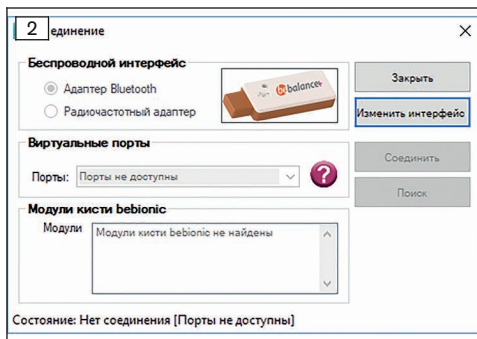 2 единение
Беспроводной интерфейс
Адаптер Bluetooth
Радиочастотный адаптер
bebalance+
Закрыть
Изменить интерфейс
Виртуальные порты
Порты: Порты не доступны
?
Соединить
Поиск
Модули кисти bebionic
Модули
Модули кисти bebionic не найдены
Состояние: Нет соединения [Порты не доступны]